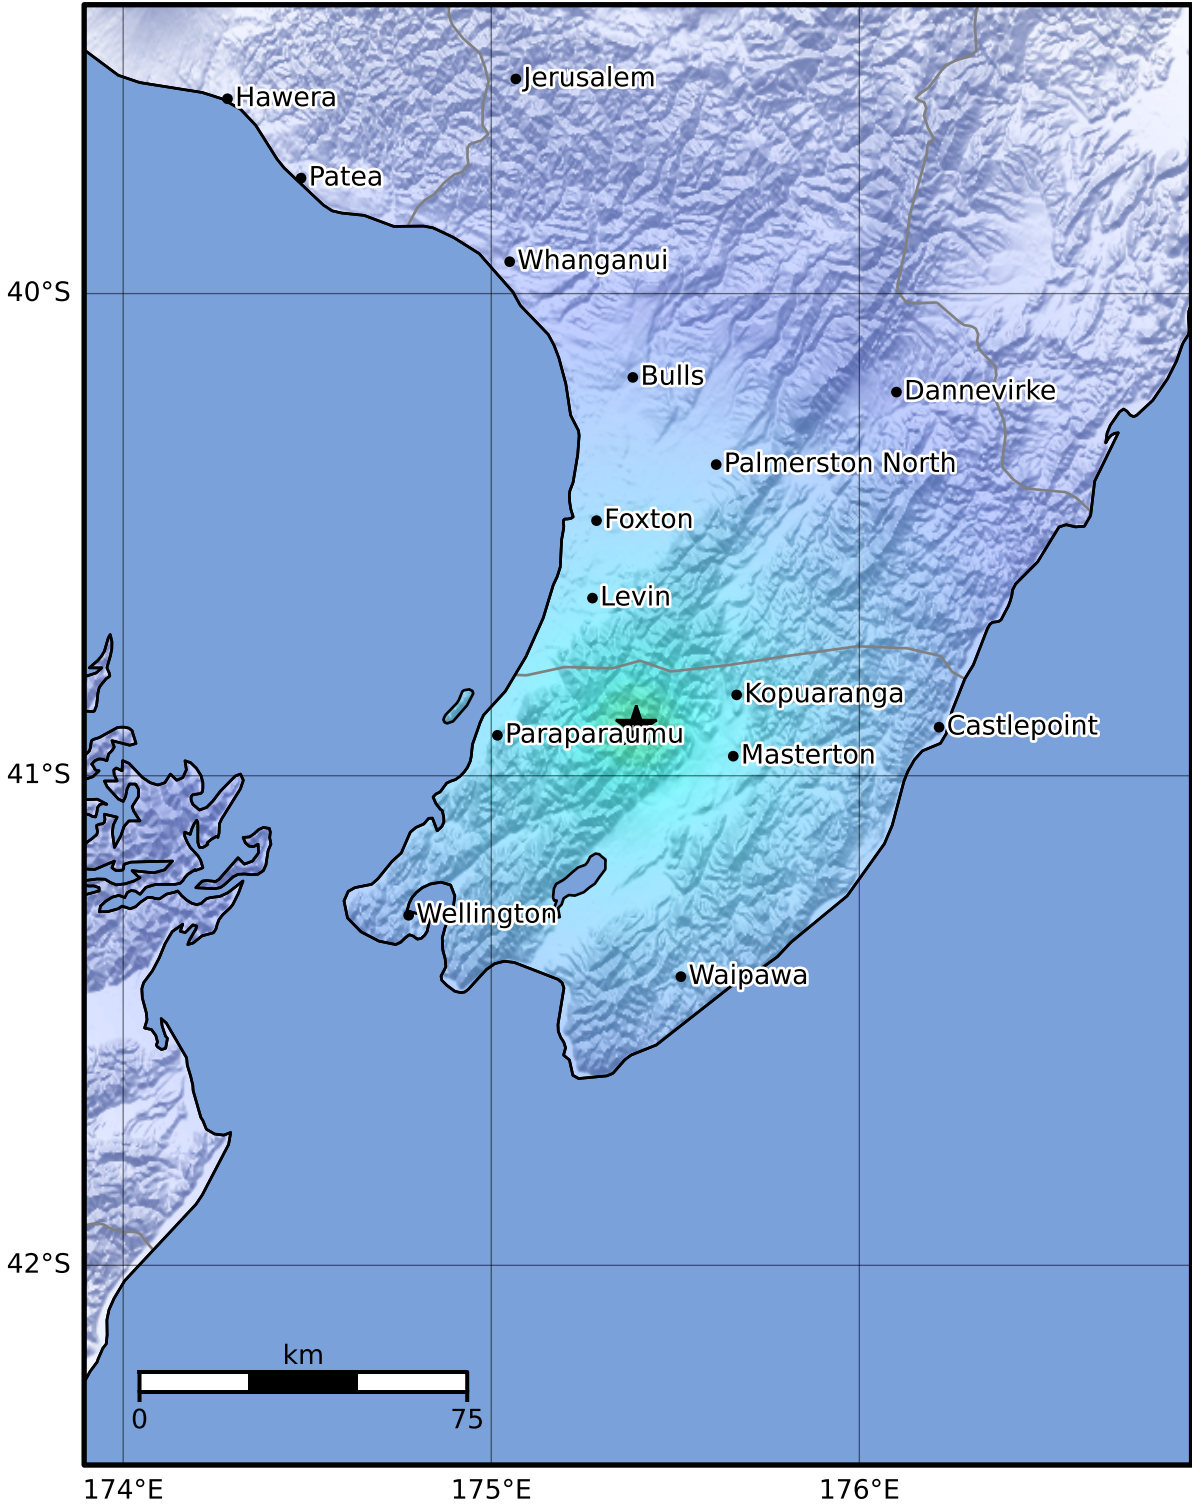 Jerusalem
Hawera
Patea
Whanganui
40°S
Bulls
Dannevirke
Palmerston North
Foxton
Levin
Kopuaranga
Castlepoint
Paraparaumu
Masterton
41°S
Wellington
Waipawa
42°S
km
0 75
174°E 175°E 176°E